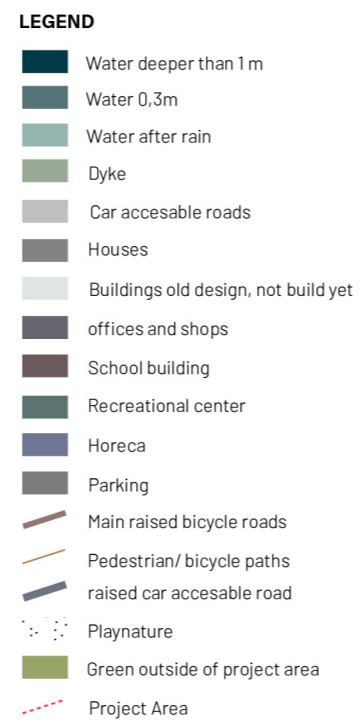 LEGEND
Water deeper than 1 m
Water 0,3m
Water after rain
Dyke
Car accesable roads
Houses
Buildings old design, not build yet
offices and shops
School building
Recreational center
Horeca
Parking
Main raised bicycle roads
Pedestrian/ bicycle paths
raised car accesable road
Playnature
Green outside of project area
Project Area